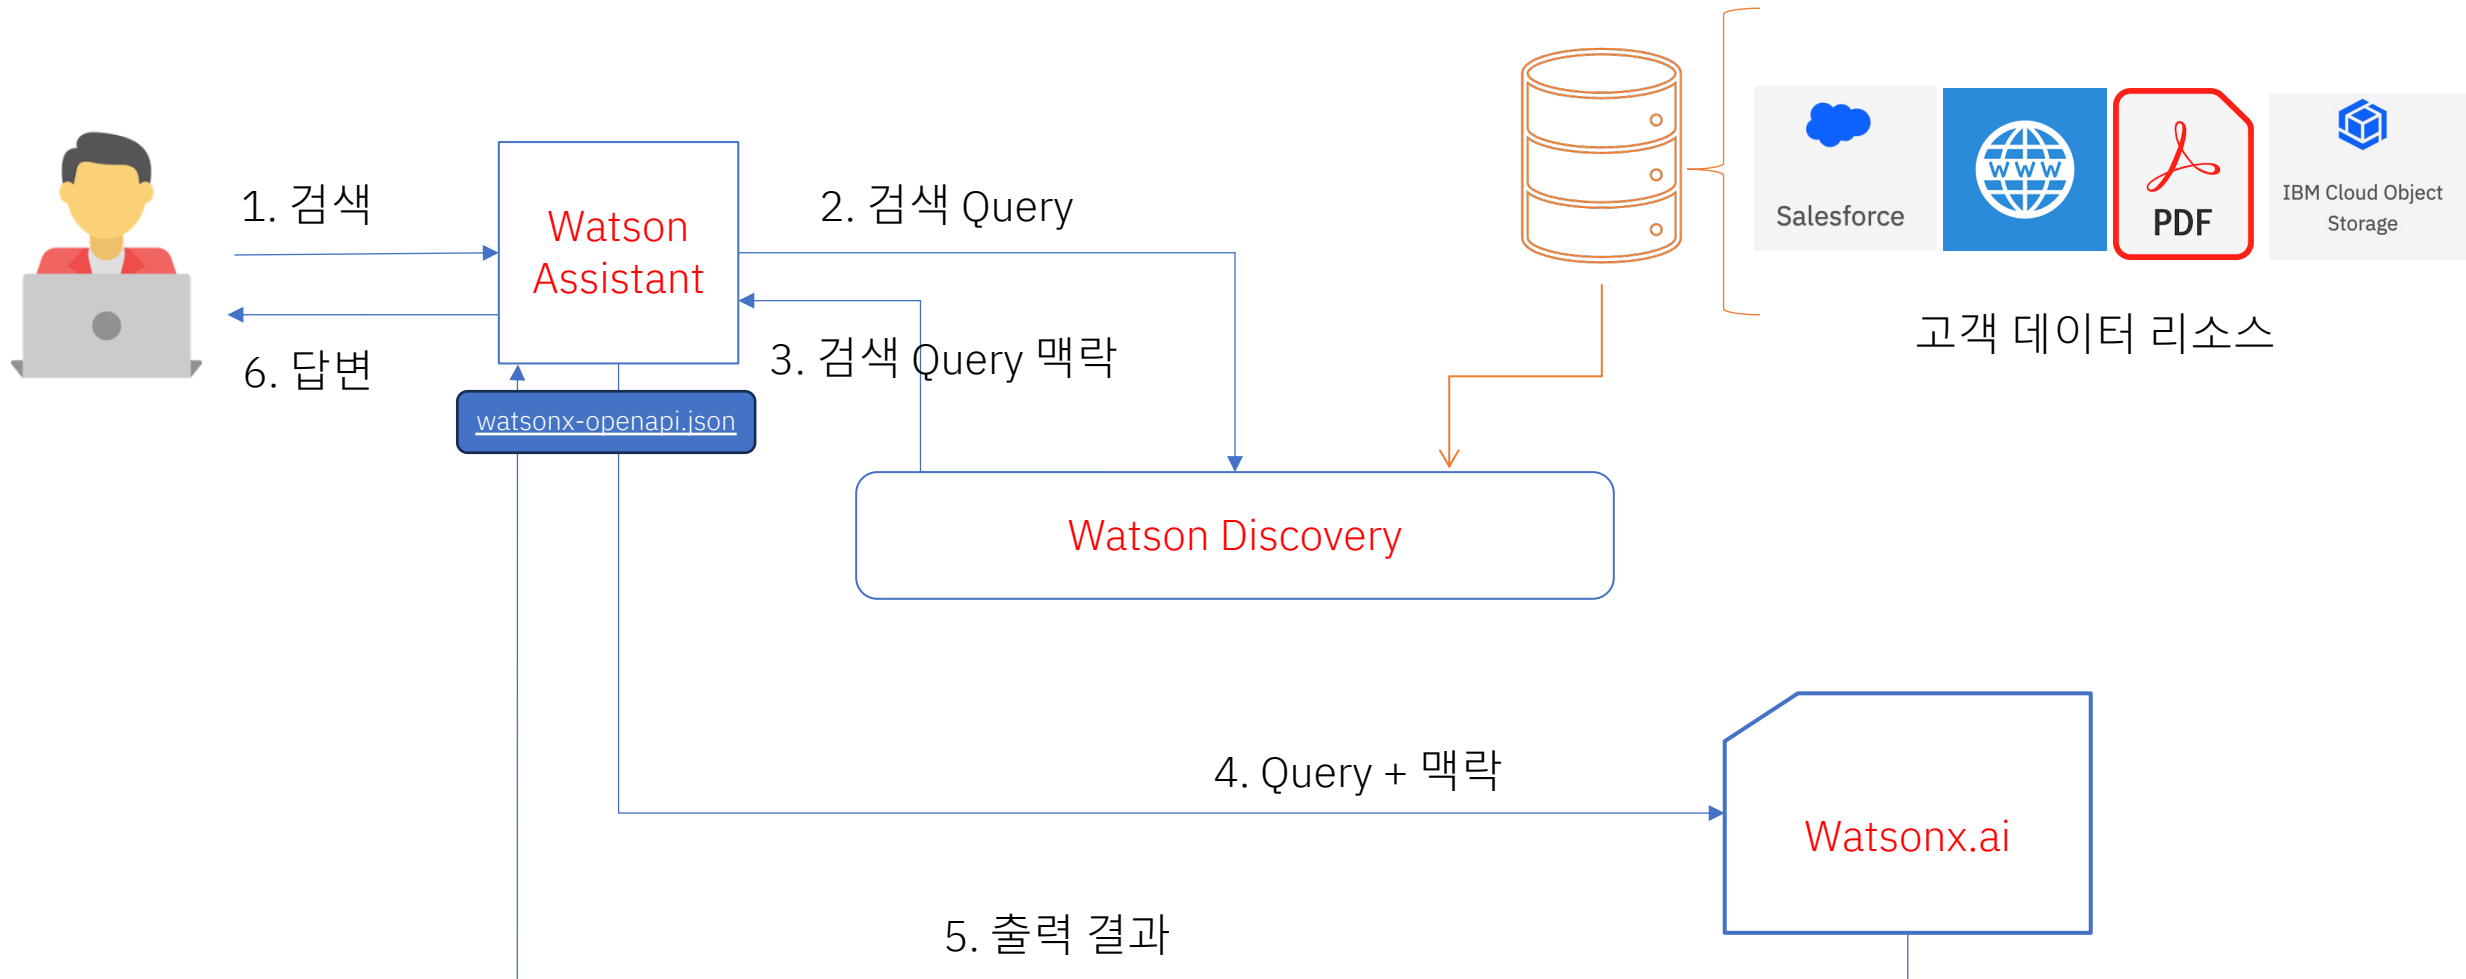 1. 검색
Watson
Assistant
2. 검색 Query
Salesforce
WWW
PDF
IBM Cloud Object
Storage
고객 데이터 리소스
6. 답변
3. 검색 Query 맥락
watsonx-openapi.json
Watson Discovery
4. Query + 맥락
Watsonx.ai
5. 출력 결과